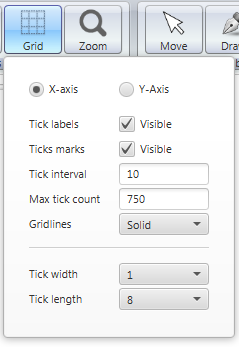 Grid Zoom Move
X-axis Y-Axis
Tick labels Visible
Ticks marks Visible
Tick interval 10
Max tick count 750
Gridlines Solid
Tick width 1
Tick length 8